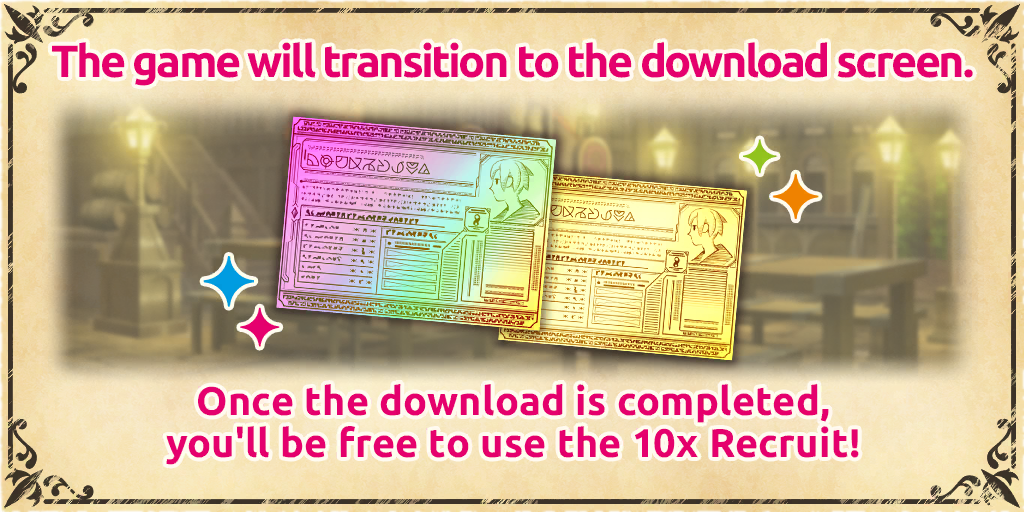 The game will transition to the download screen.
Once the download is completed,
you'll be free to use the 10x Recruit!